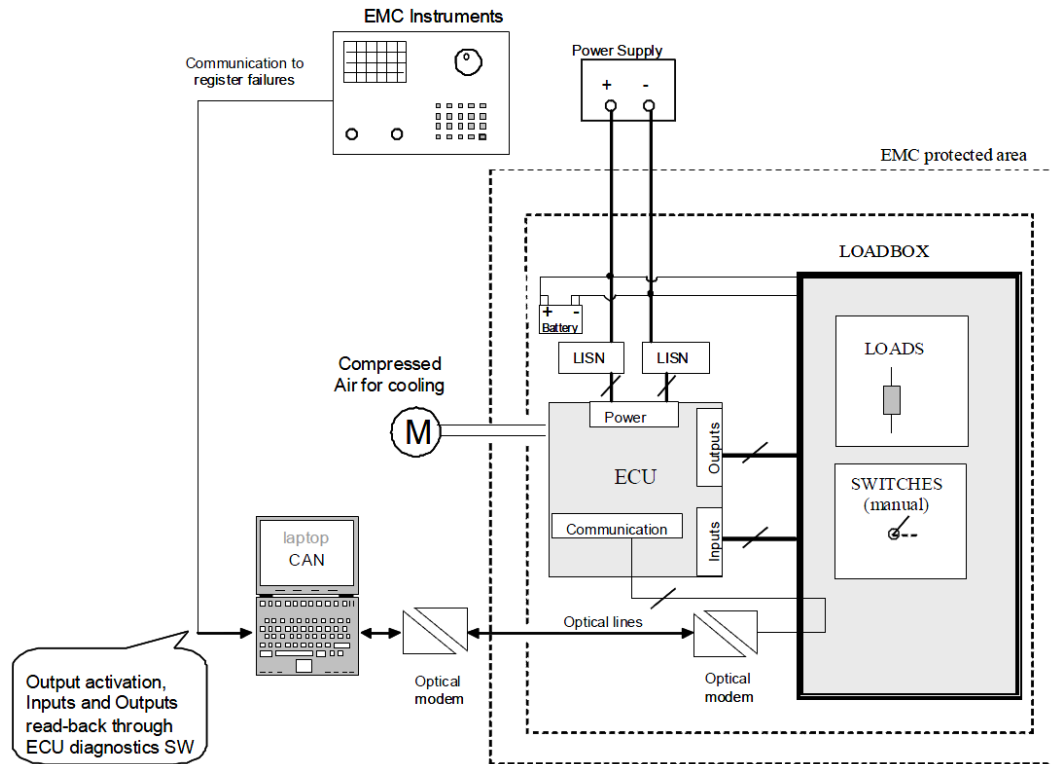 EMC Instruments
Communication to
register failures
Power Supply
+ -
EMC protected area
LOADBOX
+ -
Battery
LISN
LISN
LOADS
Compressed
Air for cooling
M
Power
Outputs
ECU
SWITCHES
(manual)
Communication
Inputs
laptop
CAN
Optical lines
Optical
modem
Optical
modem
Output activation,
Inputs and Outputs
read-back through
ECU diagnostics SW